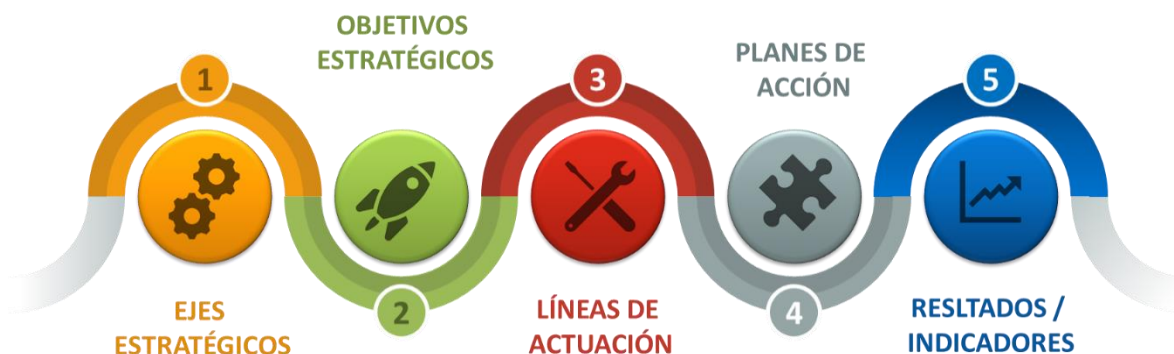 1
EJES
ESTRATÉGICOS
OBJETIVOS
ESTRATÉGICOS
2
3
LÍNEAS DE
ACTUACIÓN
PLANES DE
ACCIÓN
4
5
RESLTADOS /
INDICADORES